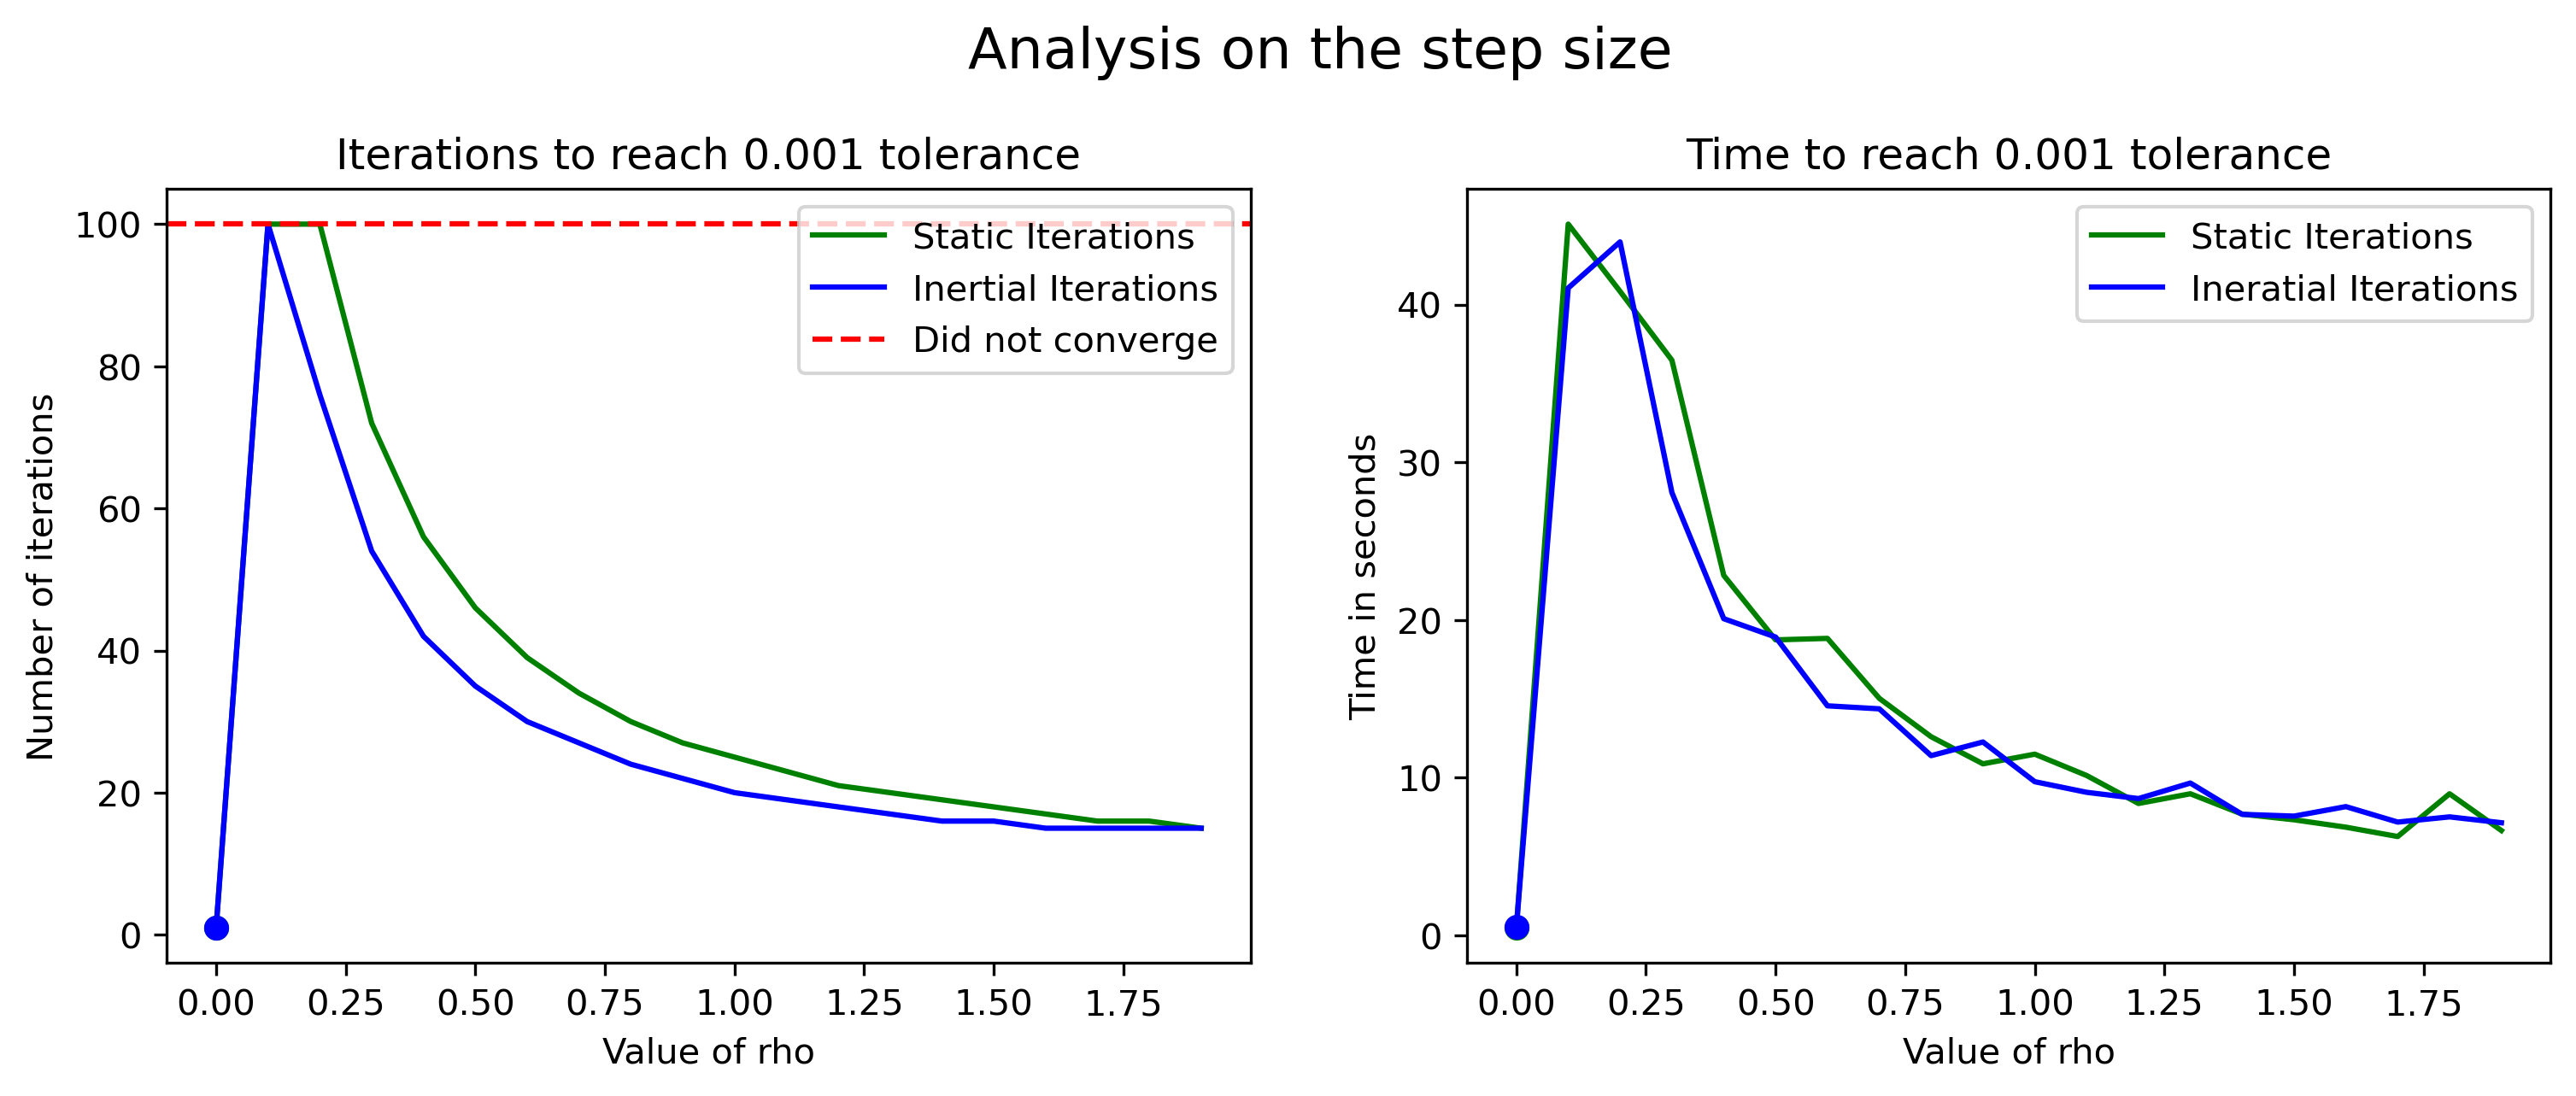 Analysis on the step size
Iterations to reach 0.001 tolerance
Number of iterations
100
80
60
40
20
0
Static Iterations
Inertial Iterations
Did not converge
0.00 0.25 0.50 0.75 1.00 1.25 1.50 1.75
Value of rho
Time to reach 0.001 tolerance
Time in seconds
40
30
20
10
0
Static Iterations
Ineratial Iterations
0.00 0.25 0.50 0.75 1.00 1.25 1.50 1.75
Value of rho